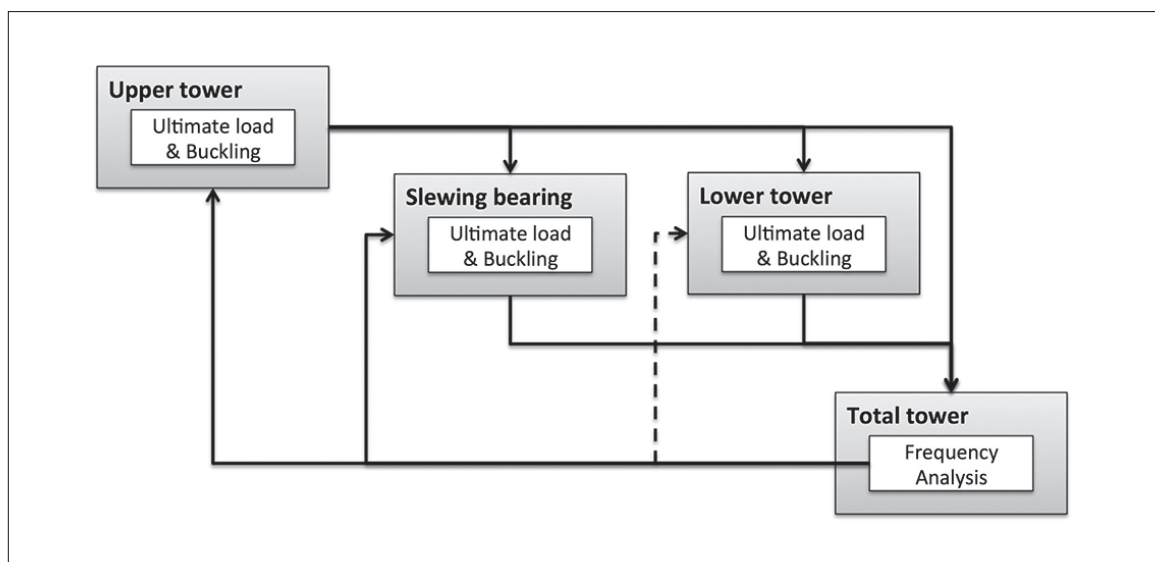 Upper tower
Ultimate load
& Buckling
Slewing bearing
Ultimate load
& Buckling
Lower tower
Ultimate load
& Buckling
Total tower
Frequency
Analysis